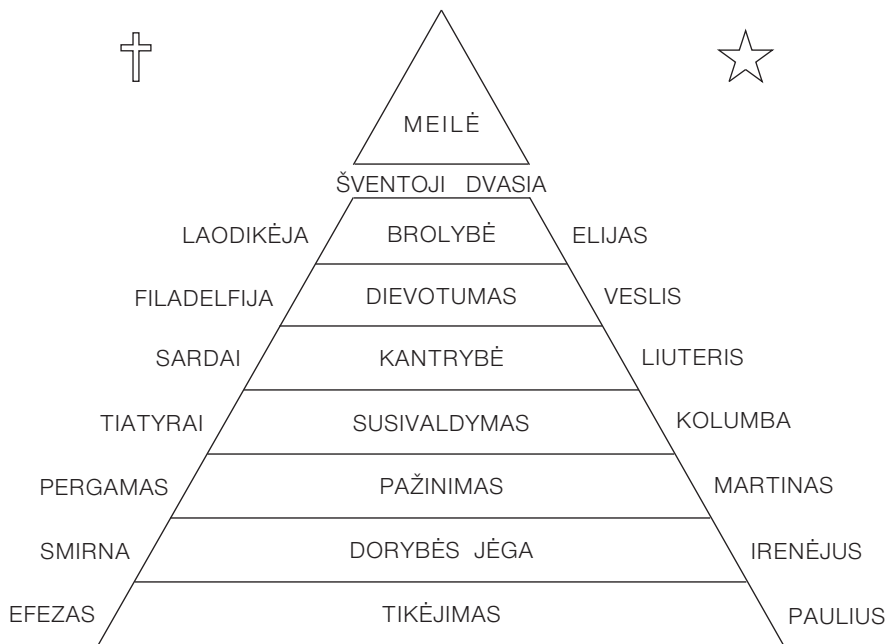 MEILĖ
ŠVENTOJI DVASIA
LAODIKĖJA BROLYBĖ ELIJAS
FILADELFIJA DIEVOTUMAS VESLIS
SARDAI KANTRYBĖ LIUTERIS
TIATYRAI SUSIVALDYMAS KOLUMBA
PERGAMAS PAŽINIMAS MARTINAS
SMIRNA DORYBĖS JĖGA IRENĖJUS
EFEZAS TIKĖJIMAS PAULIUS